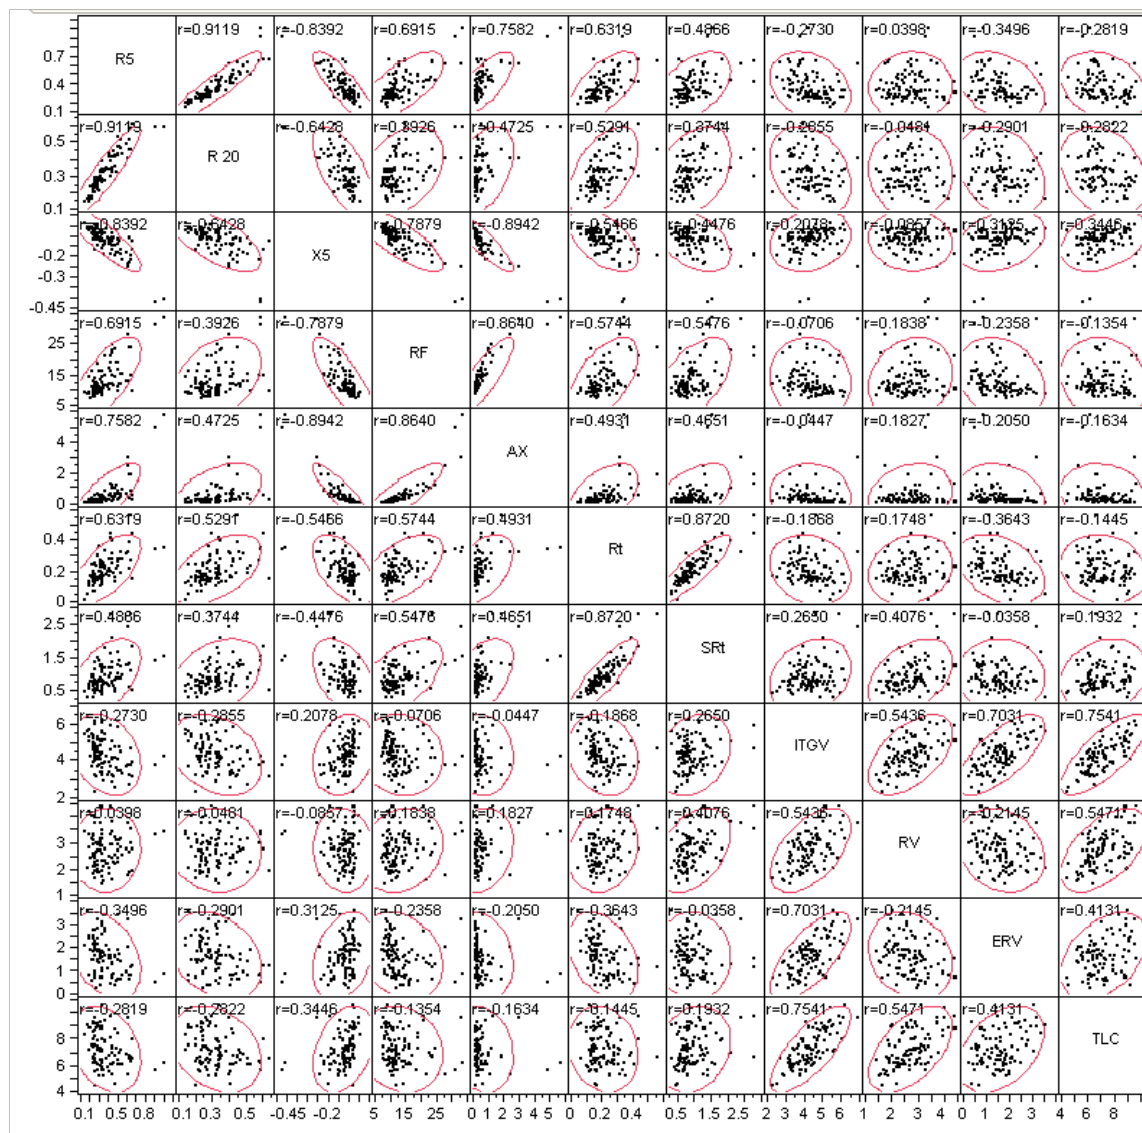 r=0.9119 r=-0.8392 r=0.6915 r=0.7582 r=0.6319 r=0.4866 r=-0.2730 r=0.0398 r=-0.3496 r=-0.2819
0.7 R5
0.4
0.1
r=0.9119 r=-0.6428 r=0.3926 r=0.4725 r=0.5291 r=0.3744 r=-0.2855 r=-0.0481 r=-0.2901 r=-0.2822
0.5
R 20
0.3
0.1
r=-0.8392 r=-0.6428 r=-0.7879 r=-0.8942 r=-0.5466 r=-0.4476 r=0.2078 r=-0.0857 r=0.3125 r=0.3446
-0.2 X5
-0.3
-0.45
r=0.6915 r=0.3926 r=-0.7879 r=0.8640 r=0.5744 r=0.5476 r=-0.0706 r=0.1838 r=-0.2358 r=-0.1354
25 RF
15
5
r=0.7582 r=0.4725 r=-0.8942 r=0.8640 r=0.4931 r=0.4651 r=-0.0447 r=0.1827 r=-0.2050 r=-0.1634
4 AX
2
0
r=0.6319 r=0.5291 r=-0.5466 r=0.5744 r=0.4931 r=0.8720 r=-0.1868 r=0.1748 r=-0.3643 r=-0.1445
0.4 Rt
0.2
0
r=0.4866 r=0.3744 r=-0.4476 r=0.5476 r=0.4651 r=0.8720 r=0.2650 r=0.4076 r=-0.0358 r=0.1932
2.5
SRt
1.5
0.5
r=-0.2730 r=-0.2855 r=0.2078 r=-0.0706 r=-0.0447 r=-0.1868 r=0.2650 r=0.5436 r=0.7031 r=0.7541
6
ITGV
4
2
r=0.0398 r=-0.0481 r=-0.0857 r=0.1838 r=0.1827 r=0.1748 r=0.4076 r=0.5436 r=-0.2145 r=0.5471
3 RV
2
1
r=-0.3496 r=-0.2901 r=0.3125 r=-0.2358 r=-0.2050 r=-0.3643 r=-0.0358 r=0.7031 r=-0.2145 r=0.4131
3
2 ERV
1
0
r=-0.2819 r=-0.2822 r=0.3446 r=-0.1354 r=-0.1634 r=-0.1445 r=0.1932 r=0.7541 r=0.5471 r=0.4131
8 TLC
6
4
0.1 0.5 0.8 0.1 0.3 0.5 -0.45 -0.2 5 15 25 0 1 2 3 4 5 0 0.2 0.4 0.5 1.5 2.5 2 3 4 5 6 1 2 3 4 0 1 2 3 4 6 8